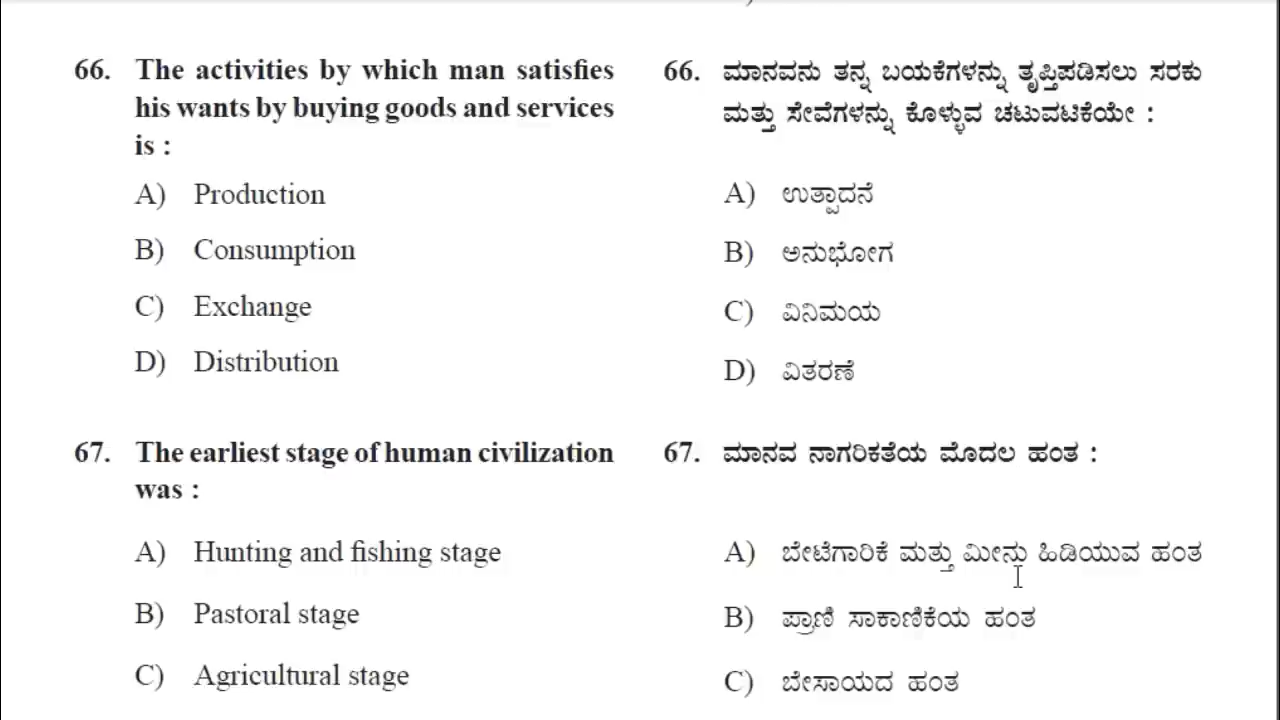 66. The activities by which man satisfies
his wants by buying goods and services
is :
A) Production
B) Consumption
C) Exchange
D) Distribution
66. ಮಾನವನು ತನ್ನ ಬಯಕೆಗಳನ್ನು ತೃಪ್ತಿಪಡಿಸಲು ಸರಕು
ಮತ್ತು ಸೇವೆಗಳನ್ನು ಕೊಳ್ಳುವ ಚಟುವಟಿಕೆಯೇ :
A) ಉತ್ಪಾದನೆ
B) ಅನುಭೋಗ
C) ವಿನಿಮಯ
D) ವಿತರಣೆ
67. The earliest stage of human civilization
was :
A) Hunting and fishing stage
B) Pastoral stage
C) Agricultural stage
67. ಮಾನವ ನಾಗರಿಕತೆಯ ಮೊದಲ ಹಂತ :
A) ಬೇಟೆಗಾರಿಕೆ ಮತ್ತು ಮೀನು ಹಿಡಿಯುವ ಹಂತ
B) ಪ್ರಾಣಿ ಸಾಕಾಣಿಕೆಯ ಹಂತ
C) ಬೇಸಾಯದ ಹಂತ